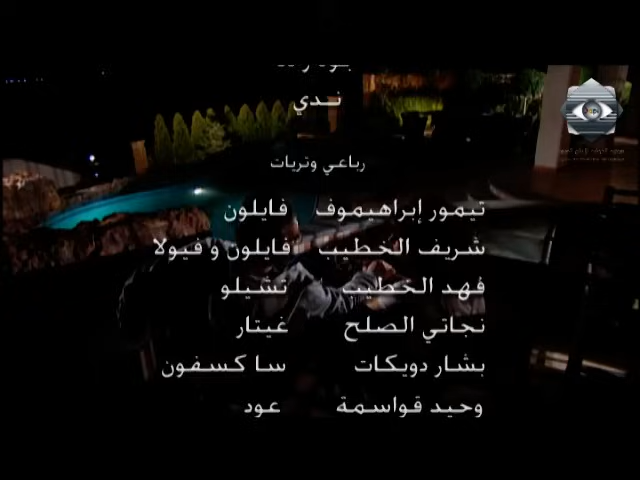 نـدي
رباعي وتريات
تيمور إبراهيموف فايلون
شريف الخطيب فايلون و فيولا
فهد الخطيب تشيلو
نجاتي الصلح غيتار
بشار دويكات سا كسفون
وحيد قواسمة عود